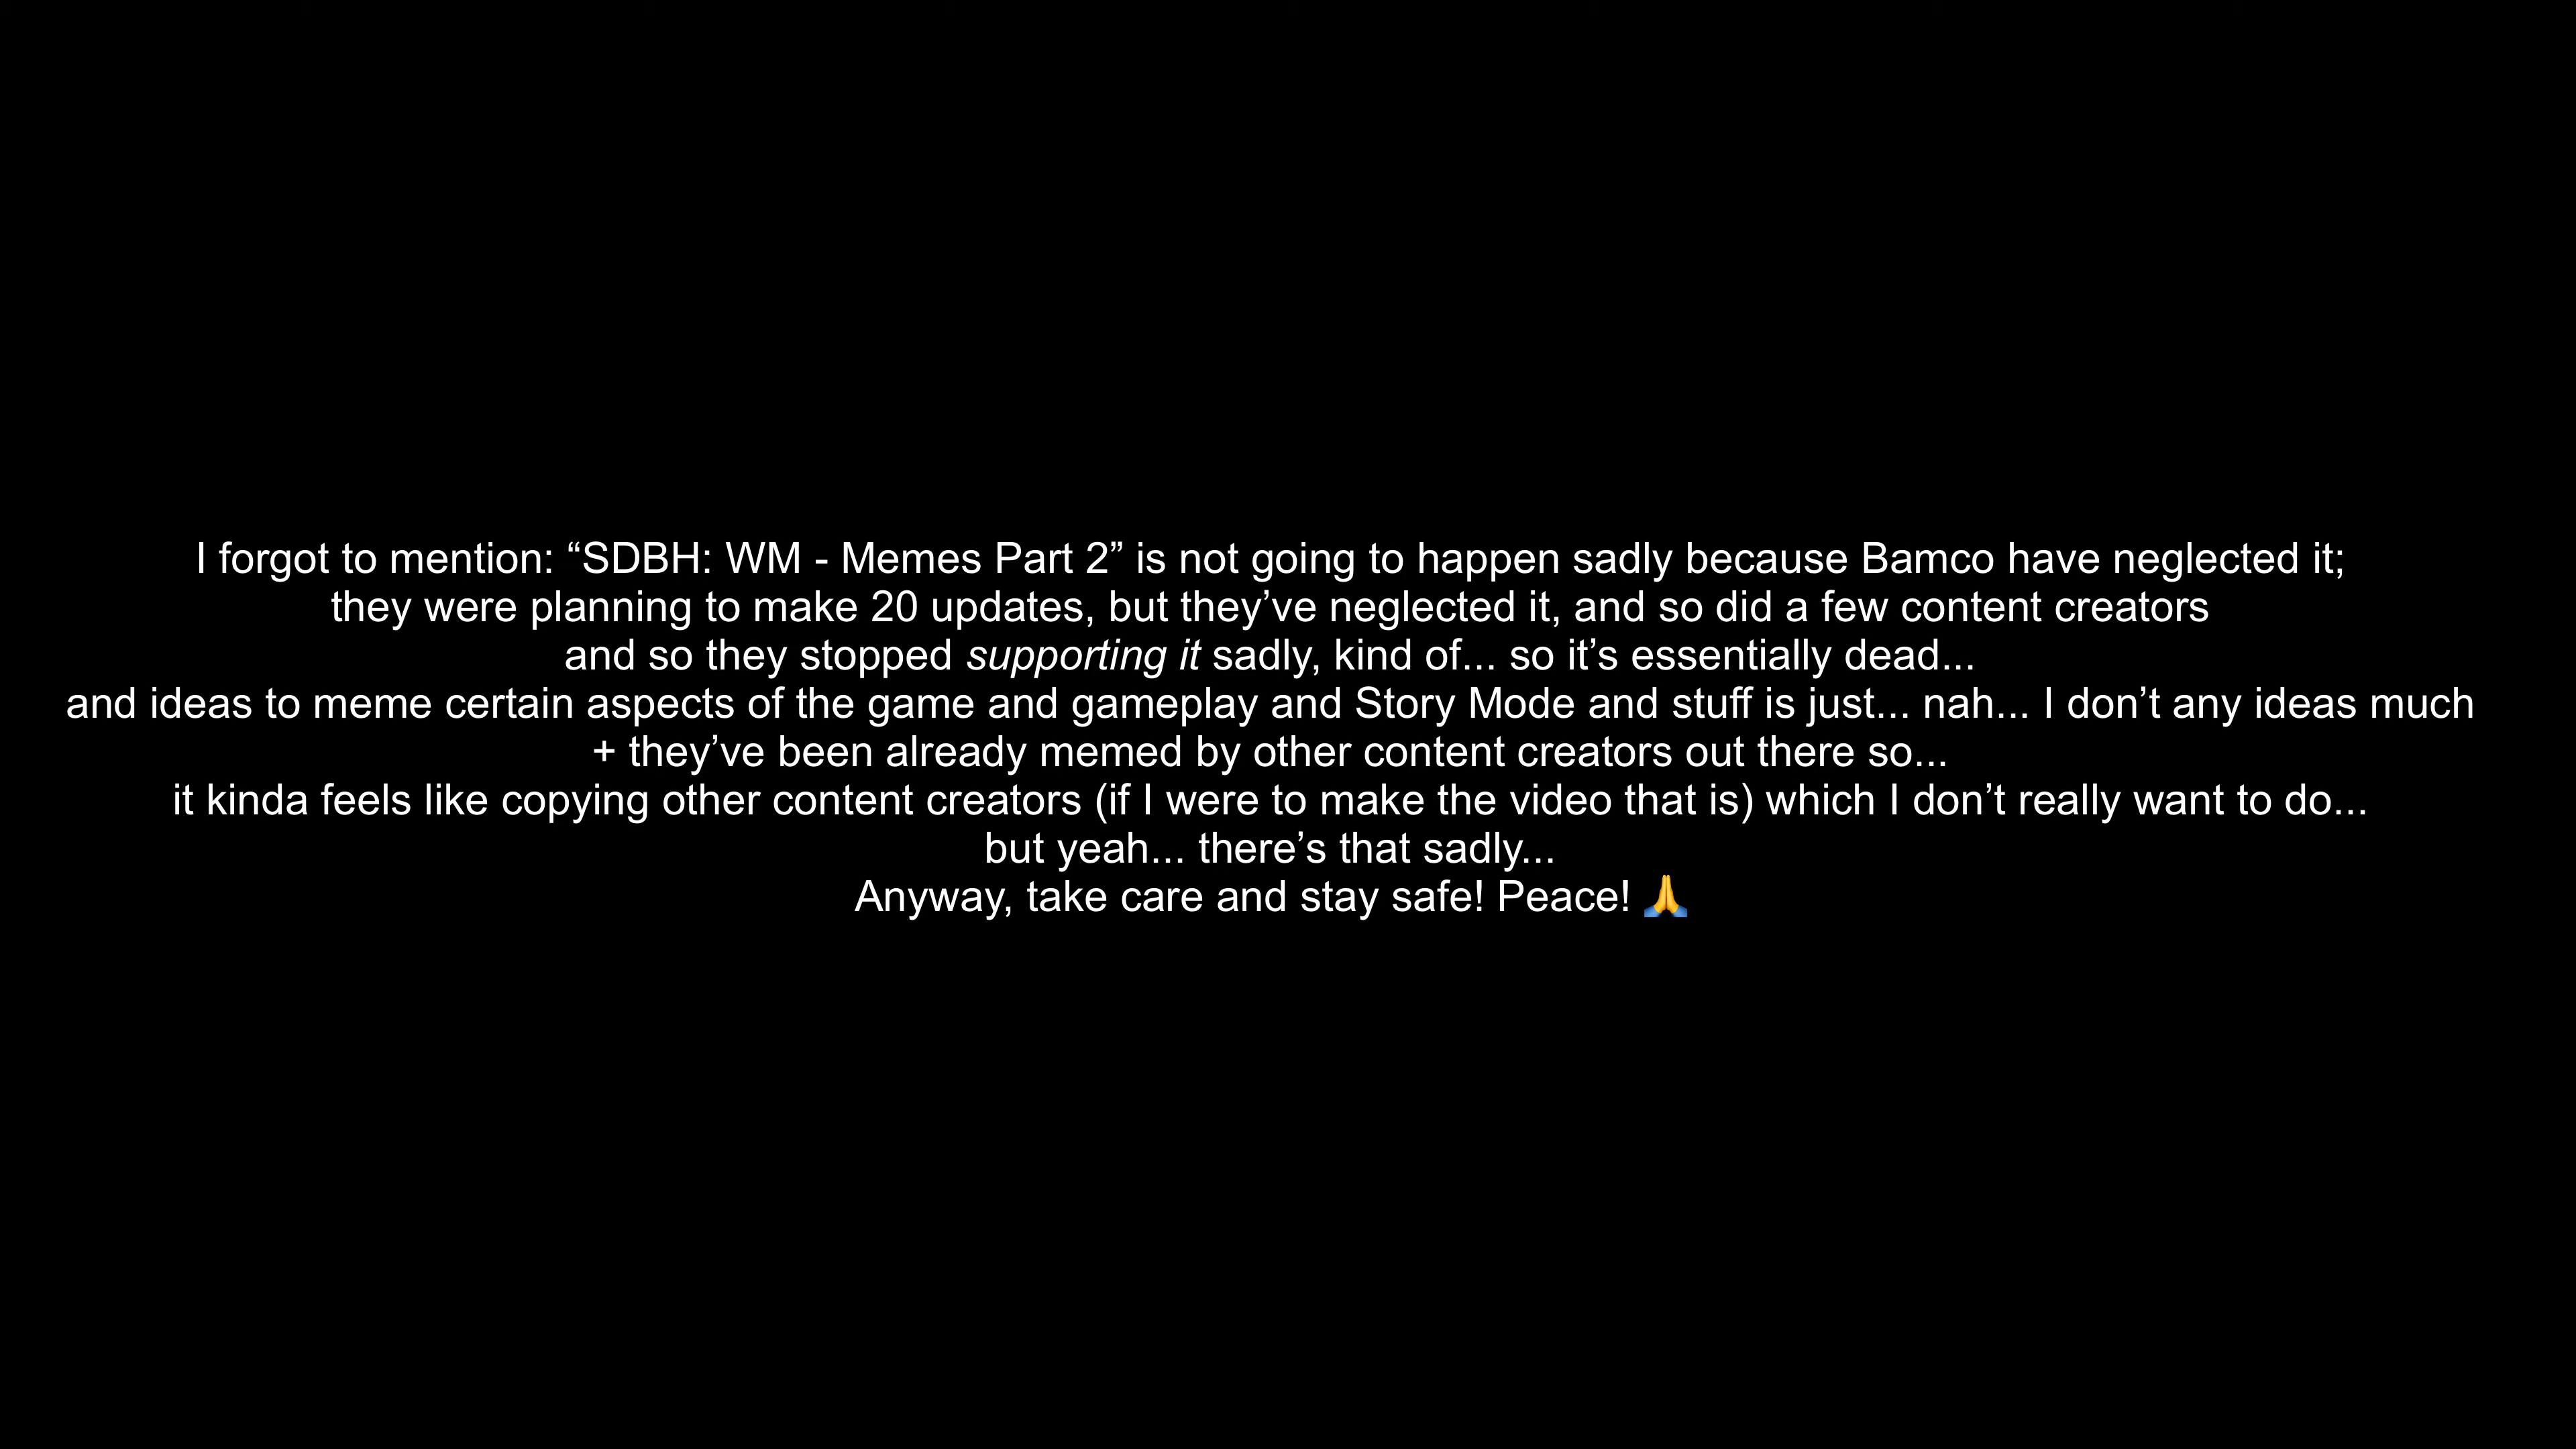 I forgot to mention: “SDBH: WM - Memes Part 2” is not going to happen sadly because Bamco have neglected it;
they were planning to make 20 updates, but they’ve neglected it, and so did a few content creators
and so they stopped supporting it sadly, kind of... so it’s essentially dead...
and ideas to meme certain aspects of the game and gameplay and Story Mode and stuff is just... nah... I don’t any ideas much
+ they’ve been already memed by other content creators out there so...
it kinda feels like copying other content creators (if I were to make the video that is) which I don’t really want to do...
but yeah... there’s that sadly...
Anyway, take care and stay safe! Peace! 🙏